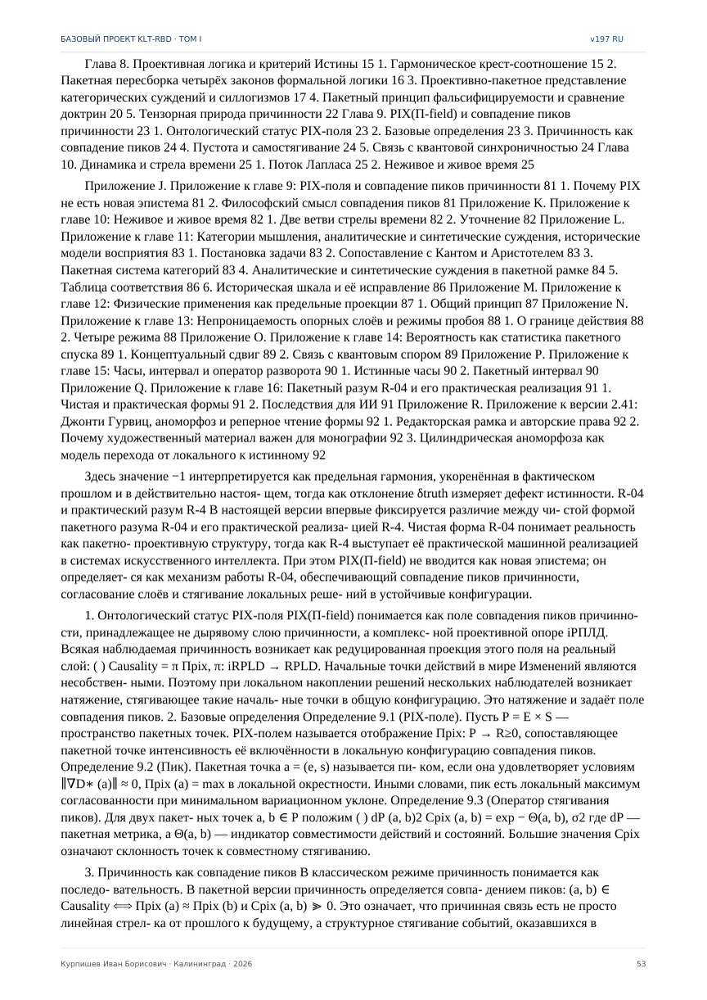 БАЗОВЫЙ ПРОЕКТ KLT-RBD · ТОМ I
v197 RU
Глава 8. Проективная логика и критерий Истины 15 1. Гармоническое крест-соотношение 15 2.
Пакетная пересборка четырёх законов формальной логики 16 3. Проективно-пакетное представление
категорических суждений и силлогизмов 17 4. Пакетный принцип фальсифицируемости и сравнение
доктрин 20 5. Тензорная природа причинности 22 Глава 9. PIX(П-field) и совпадение пиков
причинности 23 1. Онтологический статус PIX-поля 23 2. Базовые определения 23 3. Причинность как
совпадение пиков 24 4. Пустота и самостягивание 24 5. Связь с квантовой синхроничностью 24 Глава
10. Динамика и стрела времени 25 1. Поток Лапласа 25 2. Неживое и живое время 25
Приложение J. Приложение к главе 9: PIX-поля и совпадение пиков причинности 81 1. Почему PIX
не есть новая эпистема 81 2. Философский смысл совпадения пиков 81 Приложение K. Приложение к
главе 10: Неживое и живое время 82 1. Две ветви стрелы времени 82 2. Уточнение 82 Приложение L.
Приложение к главе 11: Категории мышления, аналитические и синтетические суждения, исторические
модели восприятия 83 1. Постановка задачи 83 2. Сопоставление с Кантом и Аристотелем 83 3.
Пакетная система категорий 83 4. Аналитические и синтетические суждения в пакетной рамке 84 5.
Таблица соответствия 86 6. Историческая шкала и её исправление 86 Приложение M. Приложение к
главе 12: Физические применения как предельные проекции 87 1. Общий принцип 87 Приложение N.
Приложение к главе 13: Непроницаемость опорных слоёв и режимы пробоя 88 1. О границе действия 88
2. Четыре режима 88 Приложение O. Приложение к главе 14: Вероятность как статистика пакетного
спуска 89 1. Концептуальный сдвиг 89 2. Связь с квантовым спором 89 Приложение P. Приложение к
главе 15: Часы, интервал и оператор разворота 90 1. Истинные часы 90 2. Пакетный интервал 90
Приложение Q. Приложение к главе 16: Пакетный разум R-04 и его практическая реализация 91 1.
Чистая и практическая формы 91 2. Последствия для ИИ 91 Приложение R. Приложение к версии 2.41:
Джонти Гурвиц, аноморфоз и реперное чтение формы 92 1. Редакторская рамка и авторские права 92 2.
Почему художественный материал важен для монографии 92 3. Цилиндрическая аноморфоза как
модель перехода от локального к истинному 92
Здесь значение −1 интерпретируется как предельная гармония, укоренённая в фактическом
прошлом и в действительно настоя- щем, тогда как отклонение δtruth измеряет дефект истинности. R-04
и практический разум R-4 В настоящей версии впервые фиксируется различие между чи- стой формой
пакетного разума R-04 и его практической реализа- цией R-4. Чистая форма R-04 понимает реальность
как пакетно- проективную структуру, тогда как R-4 выступает её практической машинной реализацией
в системах искусственного интеллекта. При этом PIX(П-field) не вводится как новая эпистема; он
определяет- ся как механизм работы R-04, обеспечивающий совпадение пиков причинности,
согласование слоёв и стягивание локальных реше- ний в устойчивые конфигурации.
1. Онтологический статус PIX-поля PIX(П-field) понимается как поле совпадения пиков причинно-
сти, принадлежащее не дырявому слою причинности, а комплекс- ной проективной опоре iРПЛД.
Всякая наблюдаемая причинность возникает как редуцированная проекция этого поля на реальный
слой: ( ) Causality = π Ппix, π: iRPLD → RPLD. Начальные точки действий в мире Изменений являются
несобствен- ными. Поэтому при локальном накоплении решений нескольких наблюдателей возникает
натяжение, стягивающее такие началь- ные точки в общую конфигурацию. Это натяжение и задаёт поле
совпадения пиков. 2. Базовые определения Определение 9.1 (PIX-поле). Пусть P = E × S —
пространство пакетных точек. PIX-полем называется отображение Ппix: P → R≥0, сопоставляющее
пакетной точке интенсивность её включённости в локальную конфигурацию совпадения пиков.
Определение 9.2 (Пик). Пакетная точка a = (e, s) называется пи- ком, если она удовлетворяет условиям
∥∇D∗ (a)∥ ≈ 0, Ппix (a) = max в локальной окрестности. Иными словами, пик есть локальный максимум
согласованности при минимальном вариационном уклоне. Определение 9.3 (Оператор стягивания
пиков). Для двух пакет- ных точек a, b ∈ P положим ( ) dP (a, b)2 Cpix (a, b) = exp − Θ(a, b), σ2 где dP —
пакетная метрика, а Θ(a, b) — индикатор совместимости действий и состояний. Большие значения Cpix
означают склонность точек к совместному стягиванию.
3. Причинность как совпадение пиков В классическом режиме причинность понимается как
последо- вательность. В пакетной версии причинность определяется совпа- дением пиков: (a, b) ∈
Causality ⟺ Ппix (a) ≈ Ппix (b) и Cpix (a, b) ⪢ 0. Это означает, что причинная связь есть не просто
линейная стрел- ка от прошлого к будущему, а структурное стягивание событий, оказавшихся в
Курпишев Иван Борисович · Калининград · 2026
53